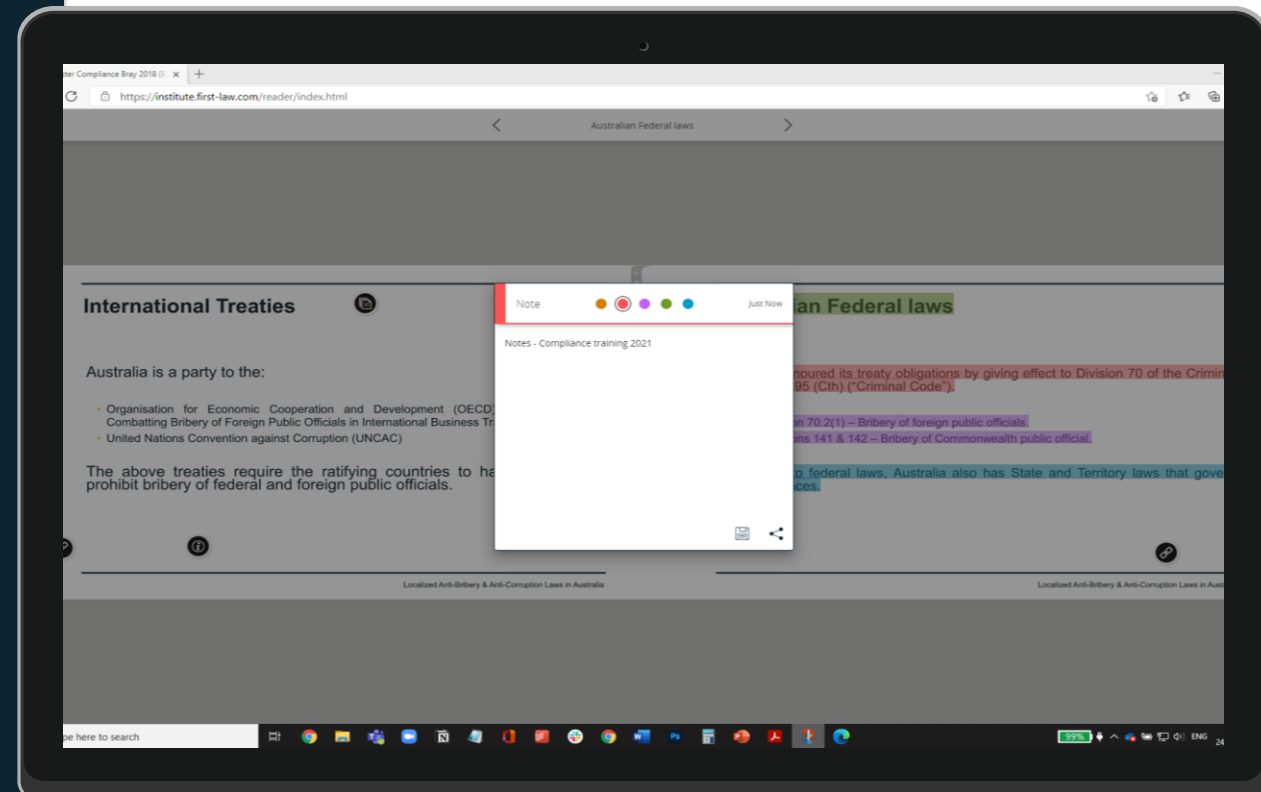 ter Compliance Bray 2018 (E
https://institute.first-law.com/reader/index.html
Australian Federal laws
International Treaties
Australia is a party to the:
Organisation for Economic Cooperation and Development (OECD)
Combatting Bribery of Foreign Public Officials in International Business Tr
United Nations Convention against Corruption (UNCAC)
The above treaties require the ratifying countries to ha
prohibit bribery of federal and foreign public officials.
Localized Anti-Bribery & Anti-Corruption Laws in Australia
Note
Just Now
Notes - Compliance training 2021
ian Federal laws
noured its treaty obligations by giving effect to Division 70 of the Crimin
95 (Cth) ("Criminal Code").
on 70.2(1) – Bribery of foreign public officials.
ons 141 & 142 – Bribery of Commonwealth public official.
to federal laws, Australia also has State and Territory laws that gove
ces.
Localized Anti-Bribery & Anti-Corruption Laws in Aust
pe here to search
99%
ENG
24